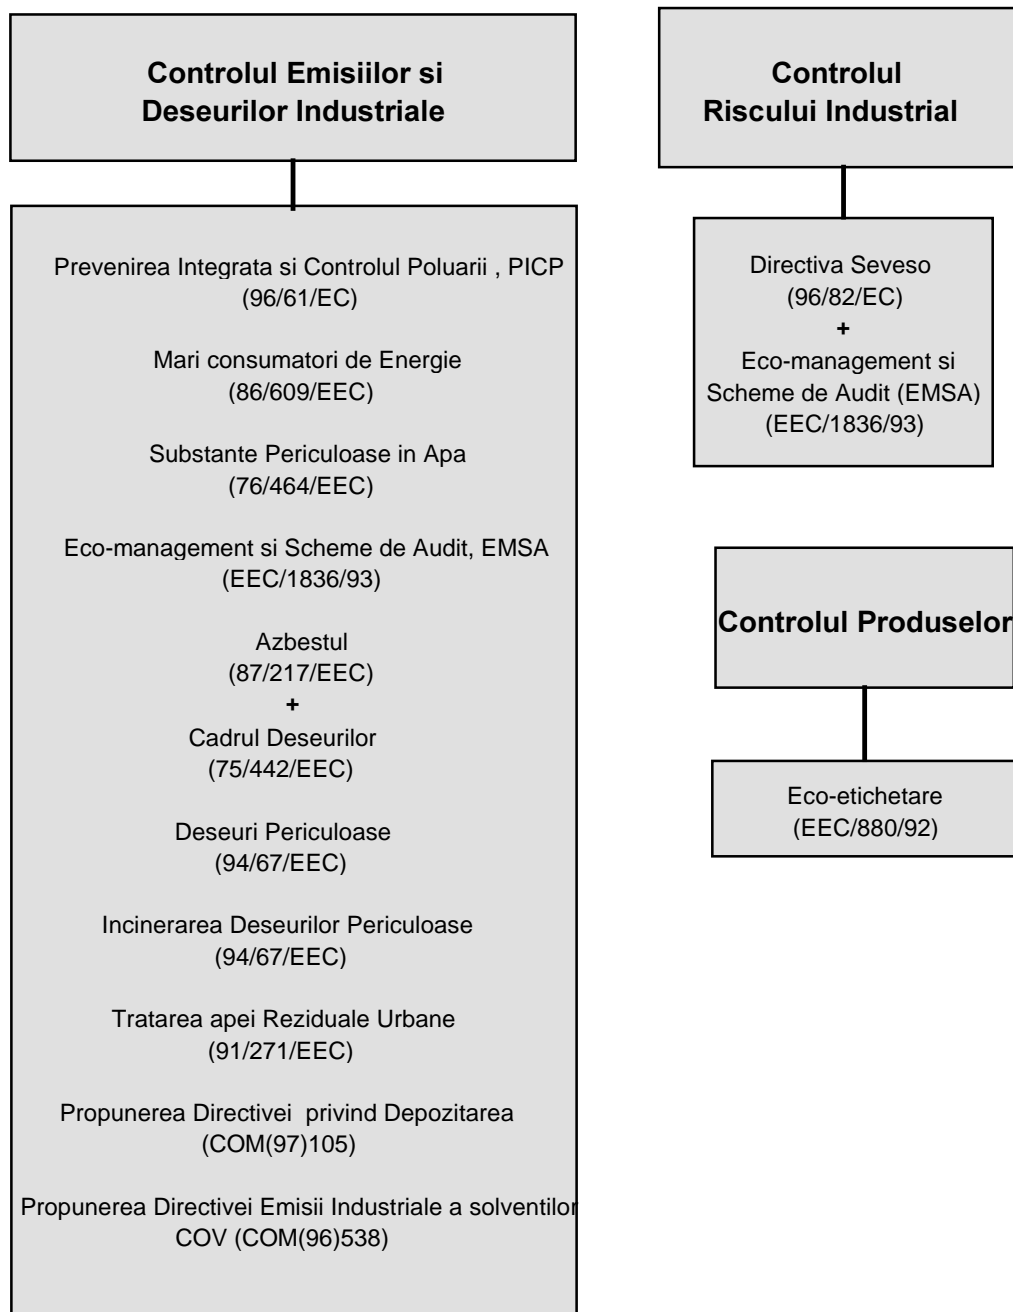 Controlul Emisiilor si
Deseurilor Industriale
Prevenirea Integrata si Controlul Poluarii , PICP
(96/61/EC)
Mari consumatori de Energie
(86/609/EEC)
Substante Periculoase in Apa
(76/464/EEC)
Eco-management si Scheme de Audit, EMSA
(EEC/1836/93)
Azbestul
(87/217/EEC)
+
Cadrul Deseurilor
(75/442/EEC)
Deseuri Periculoase
(94/67/EEC)
Incinerarea Deseurilor Periculoase
(94/67/EEC)
Tratarea apei Reziduale Urbane
(91/271/EEC)
Propunerea Directivei  privind Depozitarea
(COM(97)105)
Propunerea Directivei Emisii Industriale a solventilor
COV (COM(96)538)
Controlul
Riscului Industrial
Directiva Seveso
(96/82/EC)
+
Eco-management si
Scheme de Audit (EMSA)
(EEC/1836/93)
Controlul Produselor
Eco-etichetare
(EEC/880/92)